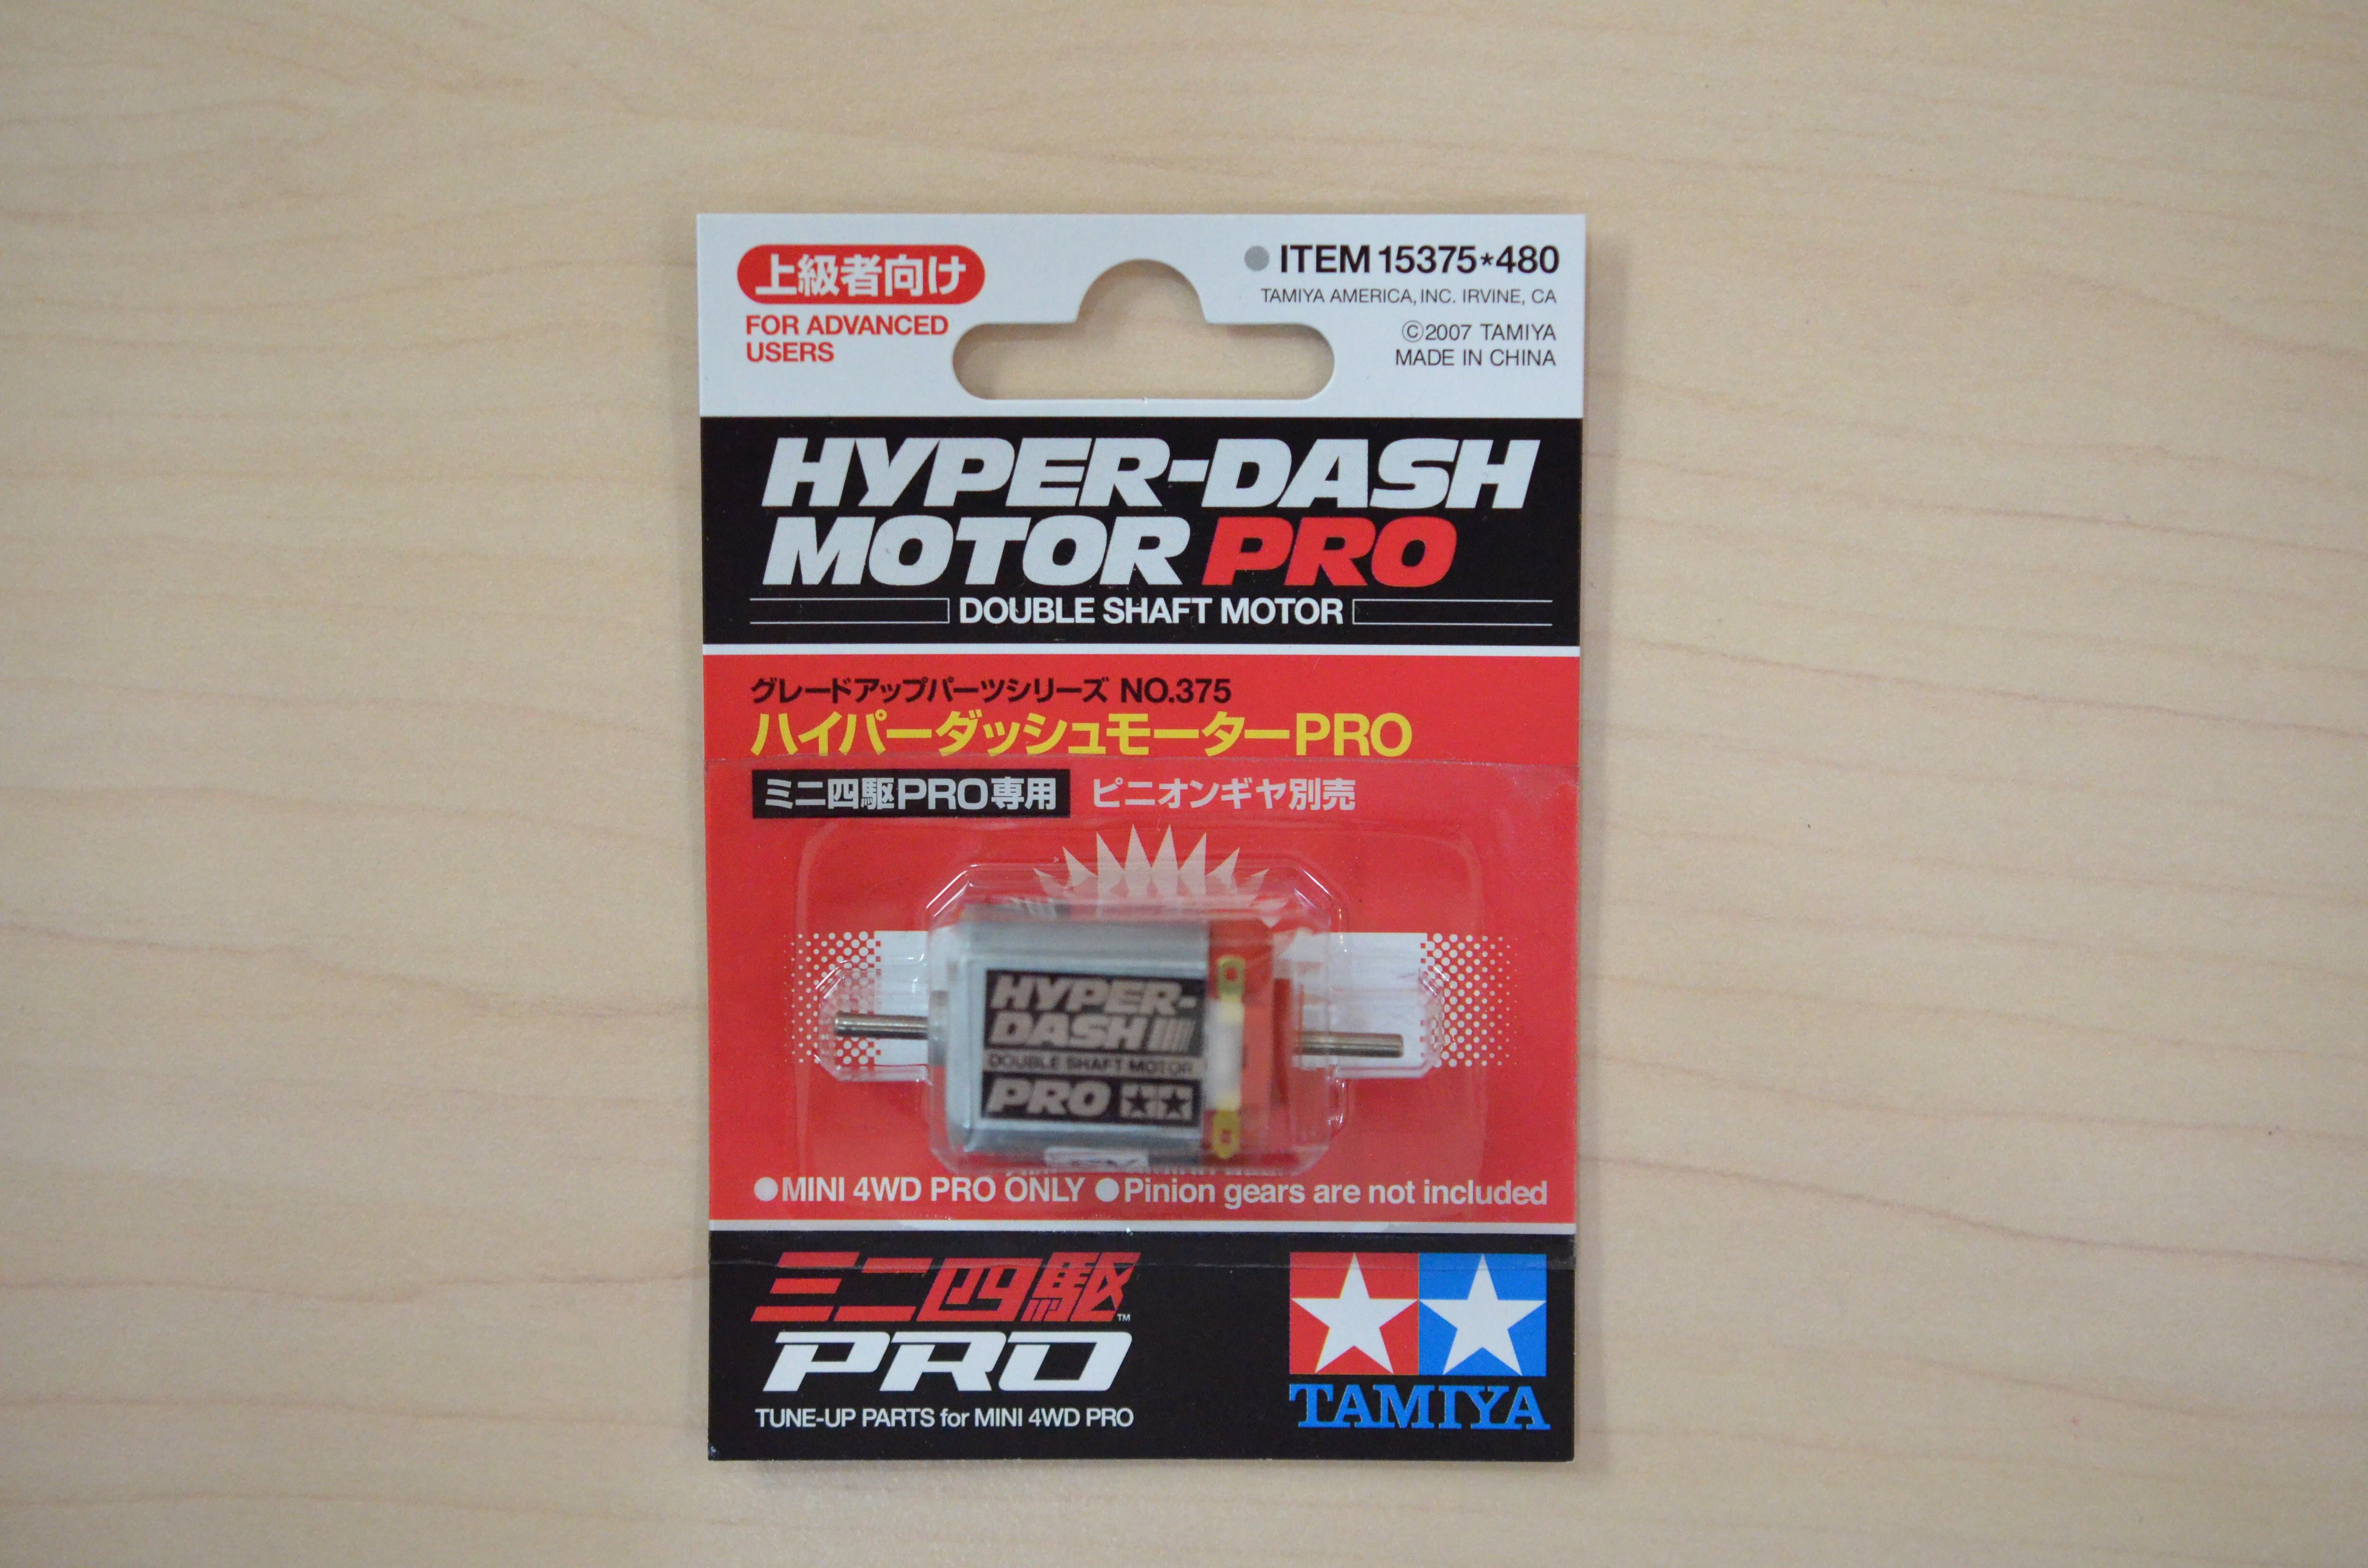 上級者向け
FOR ADVANCED
USERS
ITEM 15375*480
TAMIYA AMERICA, INC. IRVINE, CA
©2007 TAMIYA
MADE IN CHINA
HYPER-DASH
MOTOR PRO
DOUBLE SHAFT MOTOR
グレードアップパーツシリーズ NO.375
ハイパーダッシュモーターPRO
ミニ四駆PRO専用 ピニオンギヤ別売
HYPER-
DASH
DOUBLE SHAFT MOTOR
PRO
●MINI 4WD PRO ONLY ●Pinion gears are not included
ミニ四駆™
PRO
TUNE-UP PARTS for MINI 4WD PRO
TAMIYA